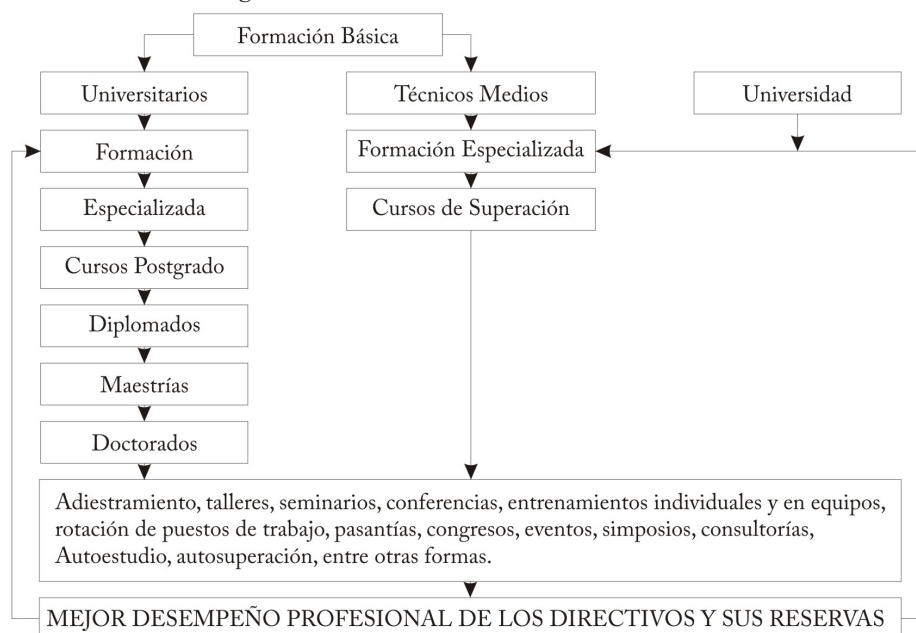 Formación Básica
Universitarios
Técnicos Medios
Universidad
Formación
Formación Especializada
Especializada
Cursos de Superación
Cursos Postgrado
Diplomados
Maestrías
Doctorados
Adiestramiento, talleres, seminarios, conferencias, entrenamientos individuales y en equipos,
rotación de puestos de trabajo, pasantías, congresos, eventos, simposios, consultorías,
Autoestudio, autosuperación, entre otras formas.
MEJOR DESEMPEÑO PROFESIONAL DE LOS DIRECTIVOS Y SUS RESERVAS